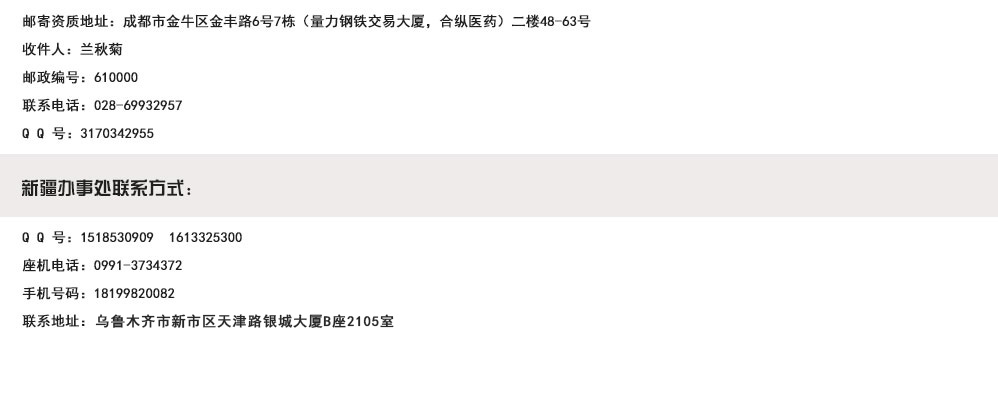 邮寄资质地址：成都市金牛区金丰路6号7栋（量力钢铁交易大厦，合纵医药）二楼48-63号
收件人：兰秋菊
邮政编号：610000
联系电话：028-69932957
Q Q 号：3170342955
新疆办事处联系方式：
Q Q 号：1518530909  1613325300
座机电话：0991-3734372
手机号码：18199820082
联系地址：乌鲁木齐市新市区天津路银城大厦B座2105室